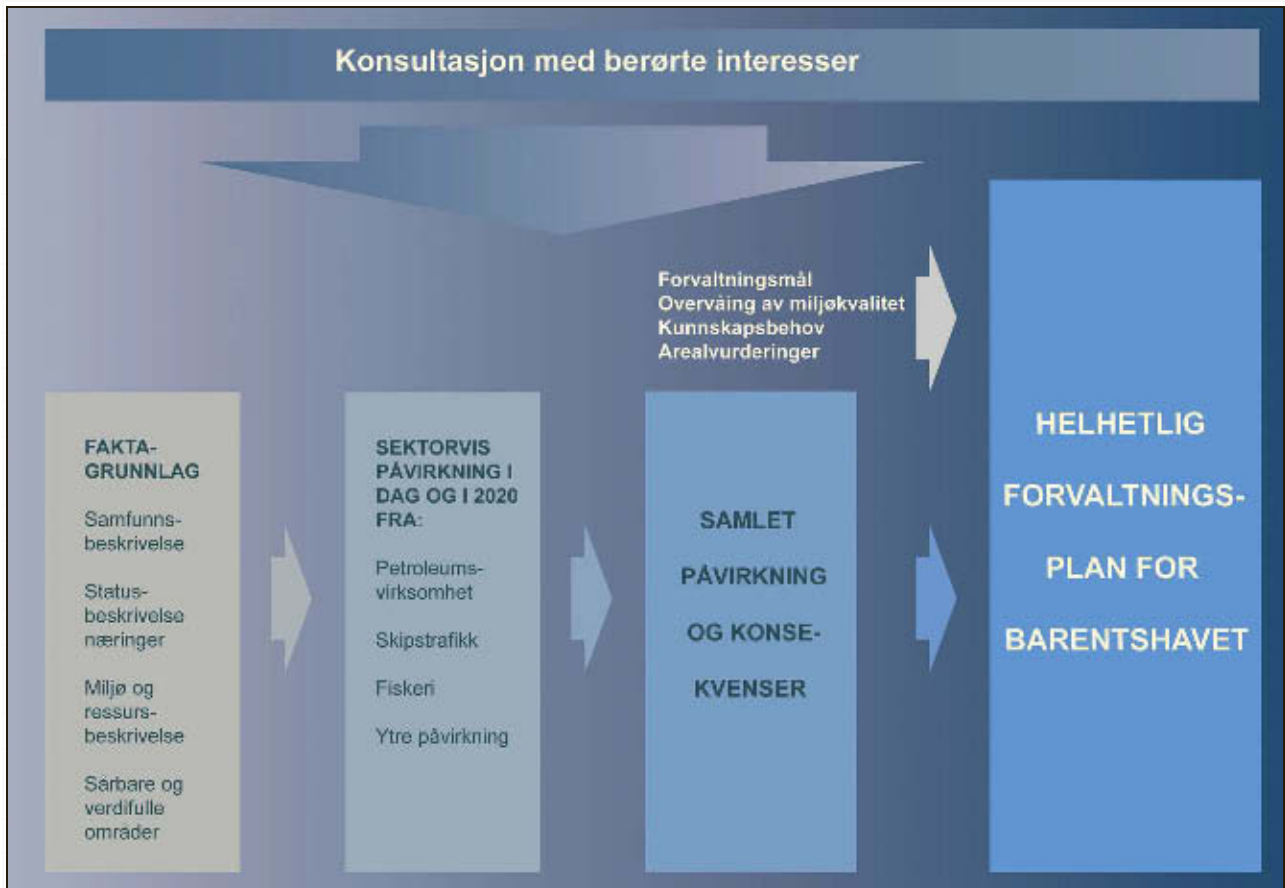 Konsultasjon med berørte interesser
Forvaltningsmål
Overvåing av miljøkvalitet
Kunnskapsbehov
Arealvurderinger
FAKTA-
GRUNNLAG
Samfunns-
beskrivelse
Status-
beskrivelse
næringer
Miljø og
ressurs-
beskrivelse
Sårbare og
verdifulle
områder
SEKTORVIS
PÅVIRKNING I
DAG OG I 2020
FRA:
Petroleums-
virksomhet
Skipstrafikk
Fiskeri
Ytre påvirkning
SAMLET
PÅVIRKNING
OG KONSE-
KVENSER
HELHETLIG
FORVALTNINGS-
PLAN FOR
BARENTSHAVET